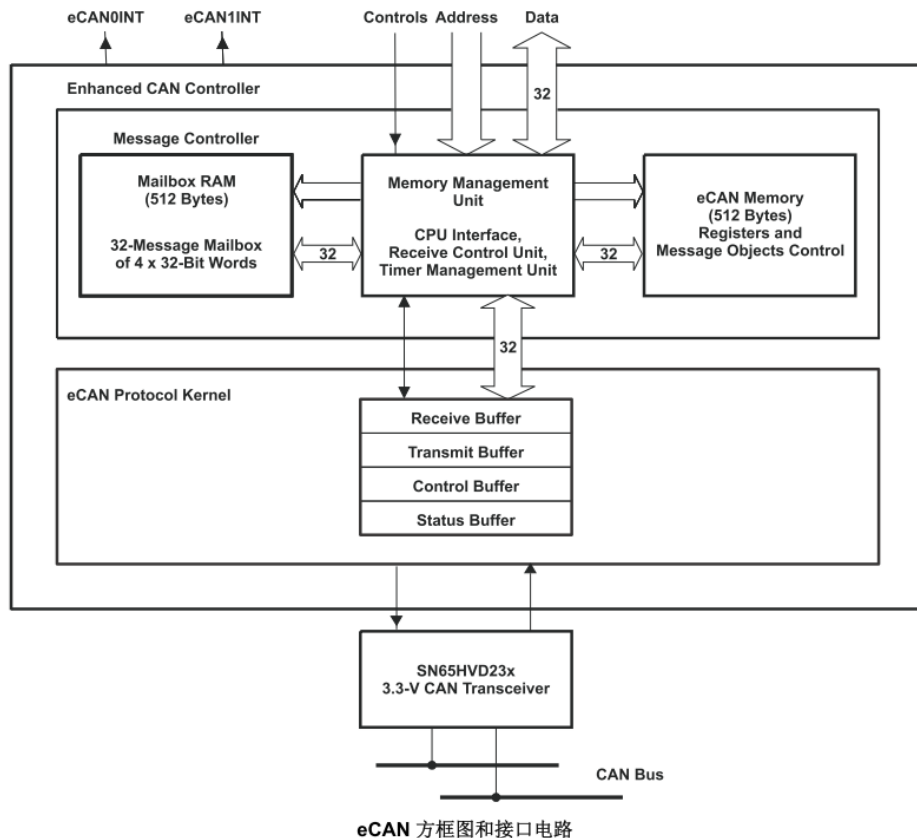 eCAN0INT
eCAN1INT
Controls Address
Data
Enhanced CAN Controller
32
Message Controller
Mailbox RAM
(512 Bytes)
32-Message Mailbox
of 4 x 32-Bit Words
32
Memory Management
Unit
CPU Interface,
Receive Control Unit,
Timer Management Unit
32
eCAN Memory
(512 Bytes)
Registers and
Message Objects Control
32
eCAN Protocol Kernel
Receive Buffer
Transmit Buffer
Control Buffer
Status Buffer
SN65HVD23x
3.3-V CAN Transceiver
CAN Bus
eCAN 方框图和接口电路